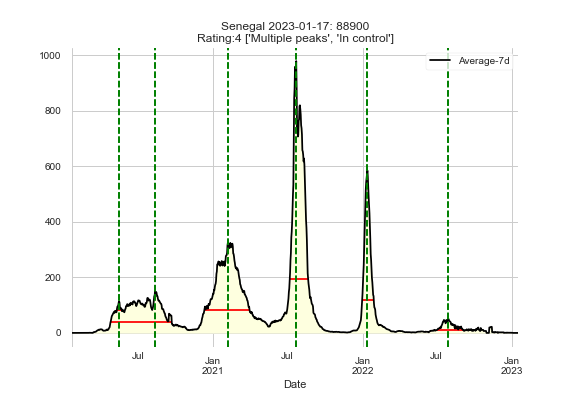 Senegal 2023-01-17: 88900
Rating:4 ['Multiple peaks', 'In control']
Average-7d
1000
800
600
400
200
0
Jul
Jan
2021
Jul
Jan
2022
Jul
Jan
2023
Date